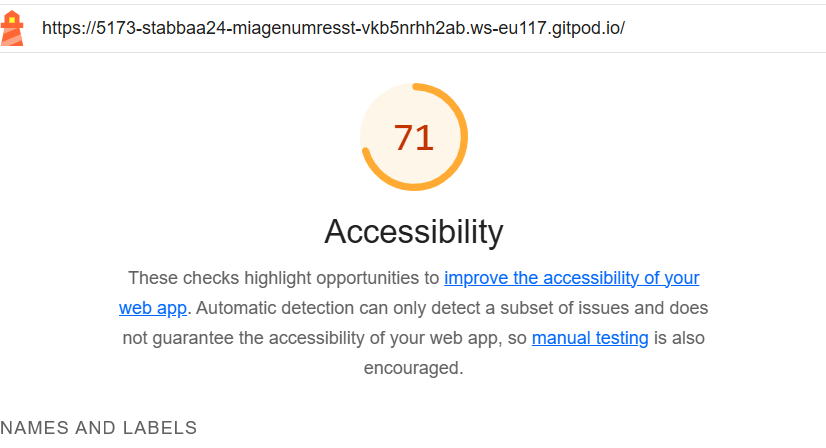 https://5173-stabbaa24-miagenumresst-vkb5nrhh2ab.ws-eu117.gitpod.io/
71
Accessibility
These checks highlight opportunities to improve the accessibility of your
web app. Automatic detection can only detect a subset of issues and does
not guarantee the accessibility of your web app, so manual testing is also
encouraged.
NAMES AND LABELS